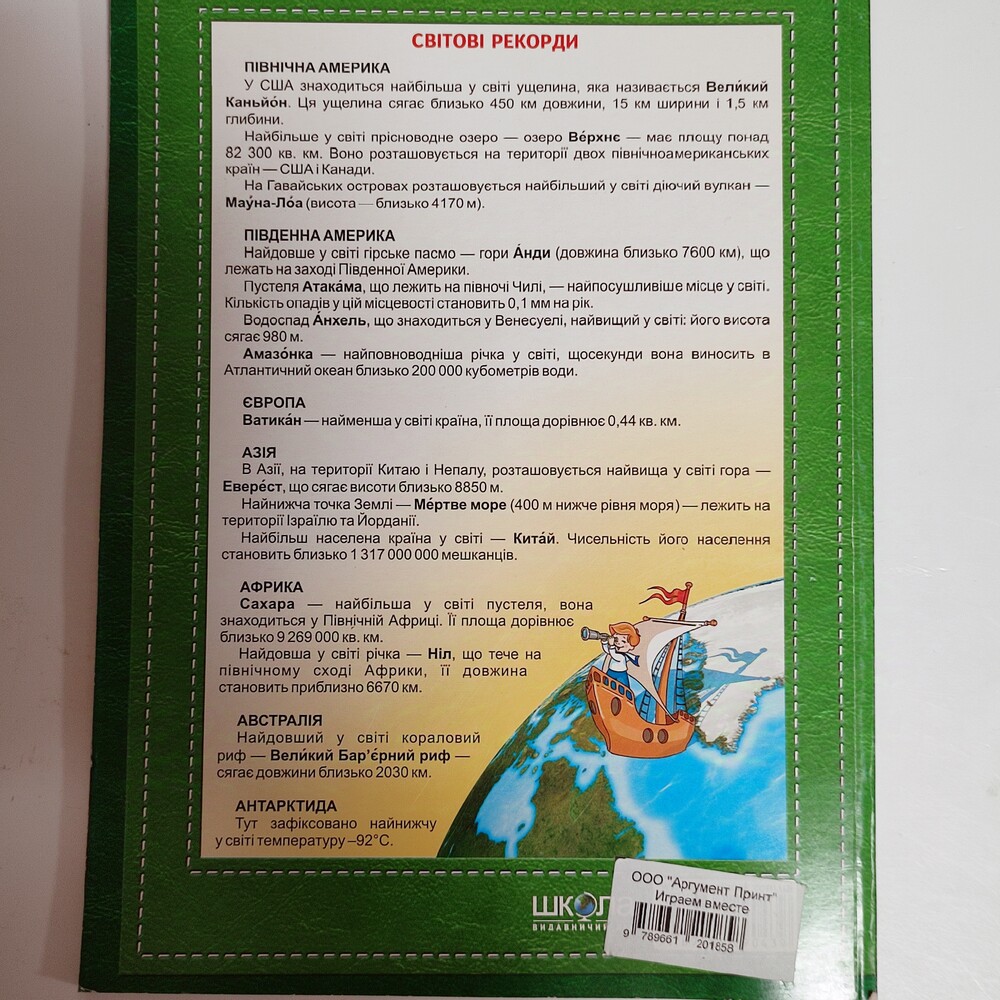 СВІТОВІ РЕКОРДИ
ПІВНІЧНА АМЕРИКА
У США знаходиться найбільша у світі ущелина, яка називається Вели́кий
Каньйо́н. Ця ущелина сягає близько 450 км довжини, 15 км ширини і 1,5 км
глибини.
Найбільше у світі прісноводне озеро — озеро Ве́рхнє — має площу понад
82 300 кв. км. Воно розташовується на території двох північноамериканських
країн — США і Канади.
На Гавайських островах розташовується найбільший у світі діючий вулкан —
Мау́на-Ло́а (висота — близько 4170 м).
ПІВДЕННА АМЕРИКА
Найдовше у світі гірське пасмо — гори А́нди (довжина близько 7600 км), що
лежать на заході Південної Америки.
Пустеля Атака́ма, що лежить на півночі Чилі, — найпосушливіше місце у світі.
Кількість опадів у цій місцевості становить 0,1 мм на рік.
Водоспад А́нхель, що знаходиться у Венесуелі, найвищий у світі: його висота
сягає 980 м.
Амазо́нка — найповноводніша річка у світі, щосекунди вона виносить в
Атлантичний океан близько 200 000 кубометрів води.
ЄВРОПА
Ватика́н — найменша у світі країна, її площа дорівнює 0,44 кв. км.
АЗІЯ
В Азії, на території Китаю і Непалу, розташовується найвища у світі гора —
Евере́ст, що сягає висоти близько 8850 м.
Найнижча точка Землі — Ме́ртве море (400 м нижче рівня моря) — лежить на
території Ізраїлю та Йорданії.
Найбільш населена країна у світі — Кита́й. Чисельність його населення
становить близько 1 317 000 000 мешканців.
АФРИКА
Сахара — найбільша у світі пустеля, вона
знаходиться у Північній Африці. Її площа дорівнює
близько 9 269 000 кв. км.
Найдовша у світі річка — Ніл, що тече на
північному сході Африки, її довжина
становить приблизно 6670 км.
АВСТРАЛІЯ
Найдовший у світі кораловий
риф — Вели́кий Бар’є́рний риф —
сягає довжини близько 2030 км.
АНТАРКТИДА
Тут зафіксовано найнижчу
у світі температуру –92°С.
ШКОЛА
ВИДАВНИЧИЙ
ООО "Аргумент Принт"
Играем вместе
9 789661 201858